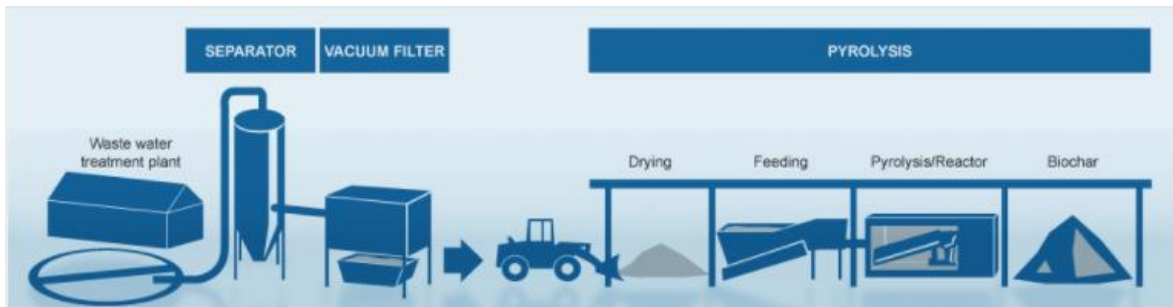 SEPARATOR
VACUUM FILTER
PYROLYSIS
Waste water
treatment plant
Drying
Feeding
Pyrolysis/Reactor
Biochar